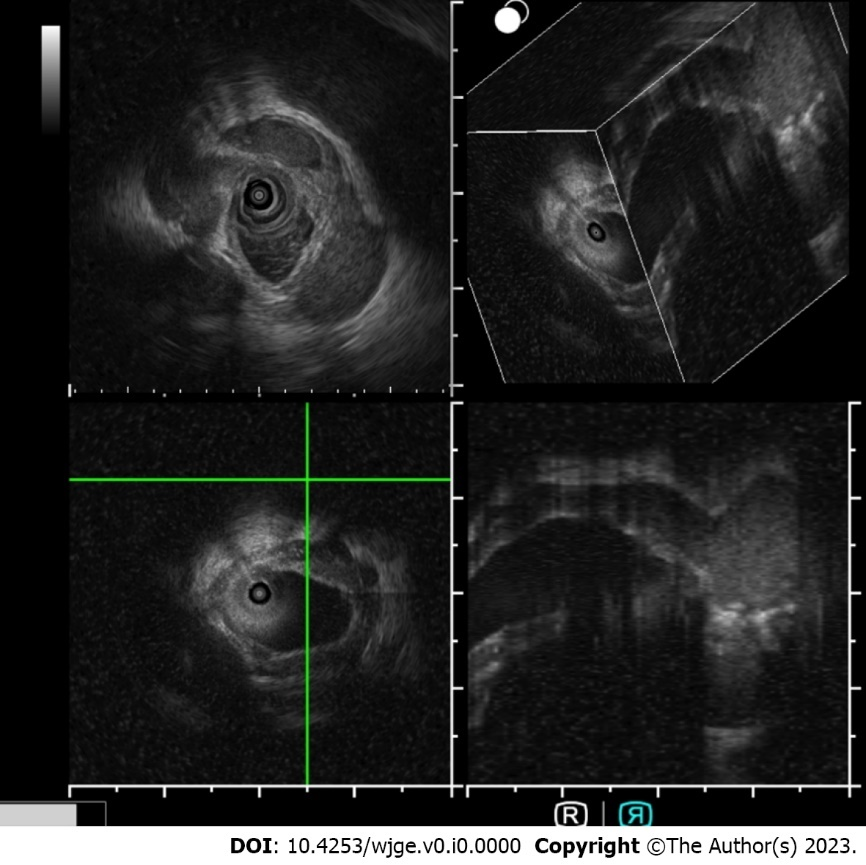 R | Я
DOI: 10.4253/wjge.v0.i0.0000 Copyright ©The Author(s) 2023.